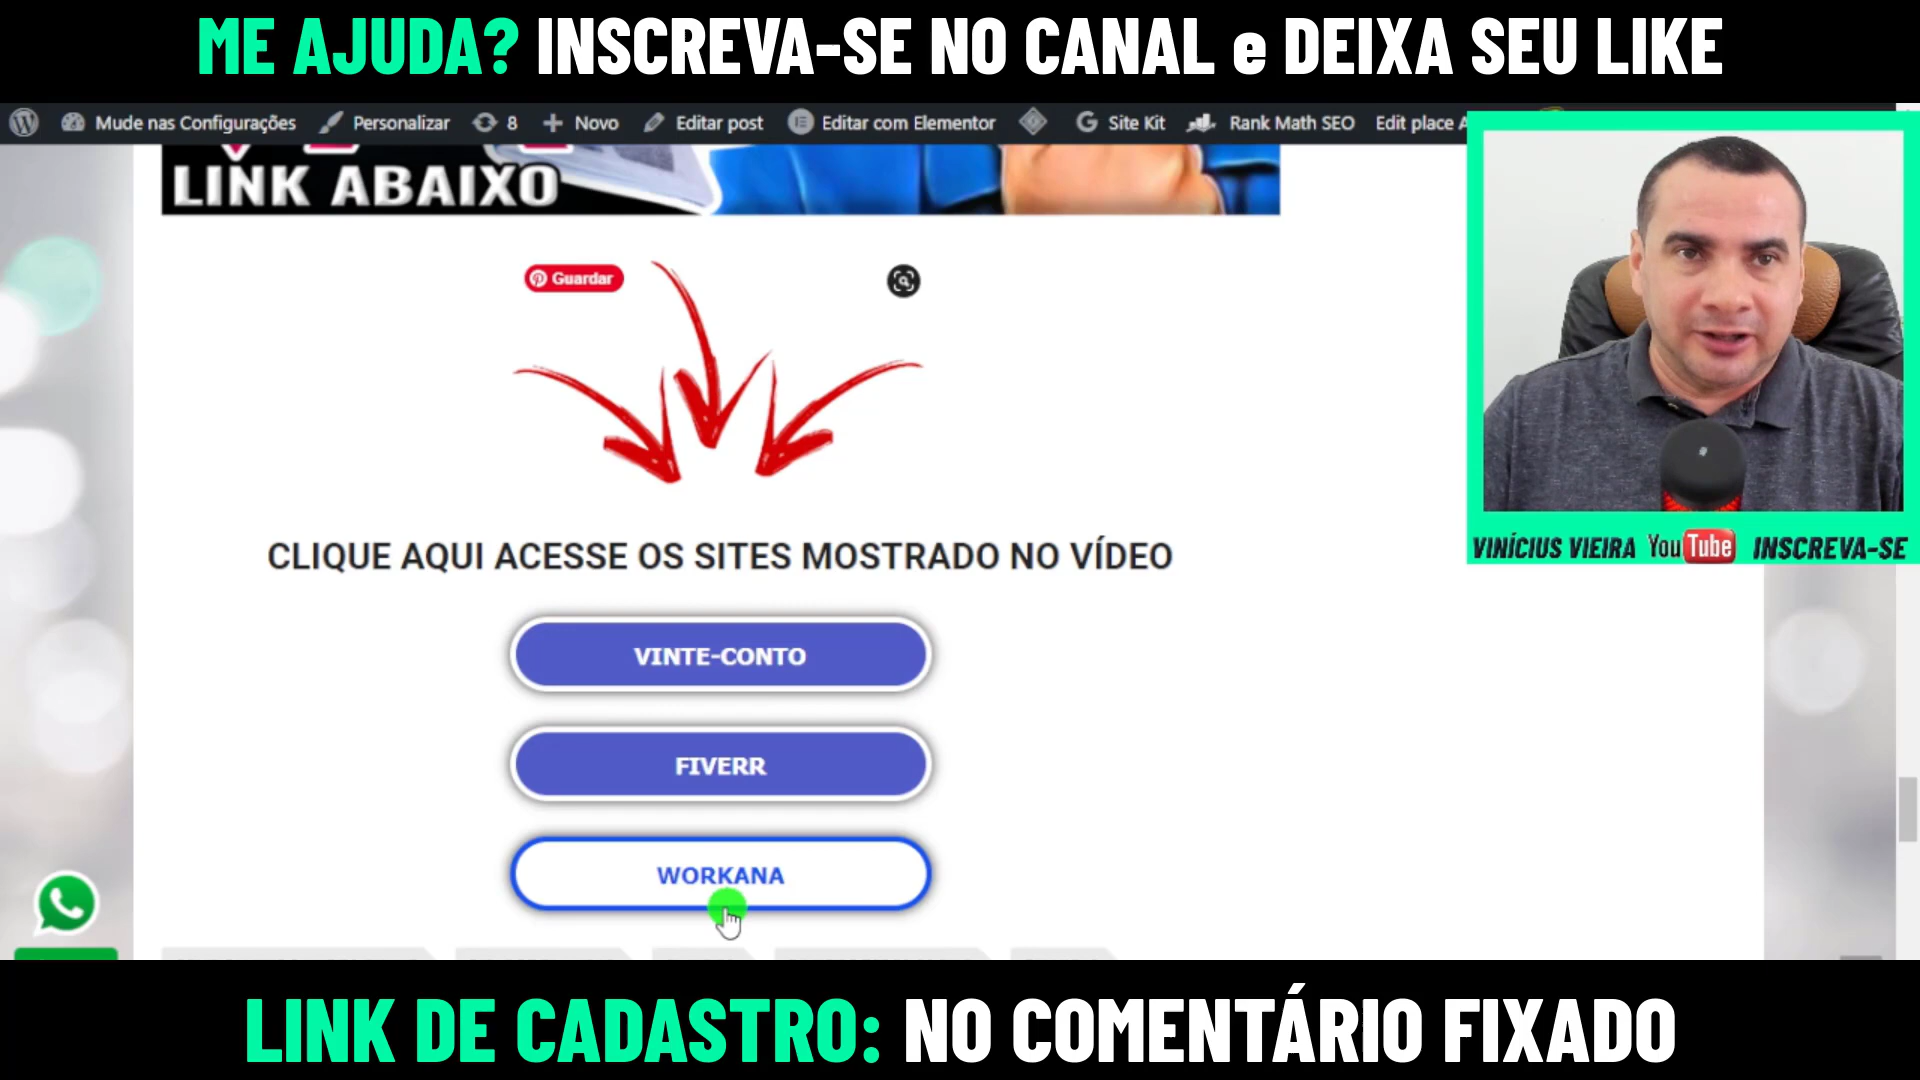 ME AJUDA? INSCREVA-SE NO CANAL e DEIXA SEU LIKE
Mude nas Configurações Personalizar 8 Novo Editar post Editar com Elementor Site Kit Rank Math SEO Edit place
LINK ABAIXO
Guardar
CLIQUE AQUI ACESSE OS SITES MOSTRADO NO VÍDEO
VINTE-CONTO
FIVERR
WORKANA
VINÍCIUS VIEIRA YouTube INSCREVA-SE
LINK DE CADASTRO: NO COMENTÁRIO FIXADO